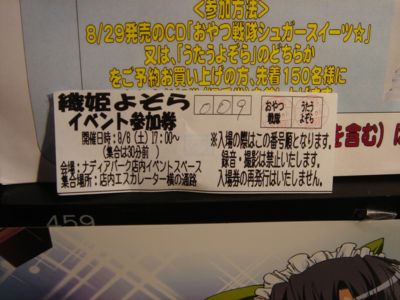 <参加方法>
8/29発売のCD「おやつ戦隊シュガースイーツ☆」
又は、「うたうよぞら」のどちらか
をご予約お買い上げの方、先着150名様に
織姫よぞら
イベント参加券
009
おやつ
戦隊
うたう
よぞら
開催日時：8/8（土）17：00～
（集合は30分前 ）
会場：ナディアパーク店内イベントスペース
集合場所：店内エスカレーター横の通路
※入場の際はこの番号順となります。
録音・撮影は禁止いたします。
入場券の再発行はいたしません。
を含む）に
459